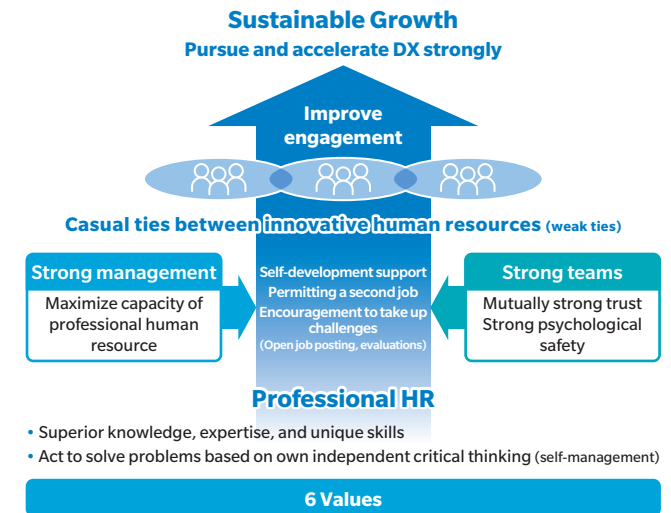 Sustainable Growth
Pursue and accelerate DX strongly
Improve
engagement
Casual ties between innovative human resources (weak ties)
Strong management
Maximize capacity of
professional human
resource
Self-development support
Permitting a second job
Encouragement to take up
challenges
(Open job posting, evaluations)
Strong teams
Mutually strong trust
Strong psychological
safety
Professional HR
• Superior knowledge, expertise, and unique skills
• Act to solve problems based on own independent critical thinking (self-management)
6 Values